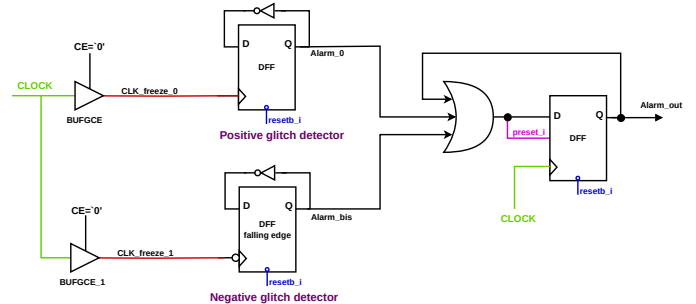 CE=`0'
CLOCK
CLK_freeze_0
BUFGCE
D
Q
DFF
resetb_i
Alarm_0
Positive glitch detector
CE=`0'
CLK_freeze_1
BUFGCE_1
D
Q
DFF
falling edge
resetb_i
Alarm_bis
Negative glitch detector
D
Q
preset_i
DFF
resetb_i
CLOCK
Alarm_out